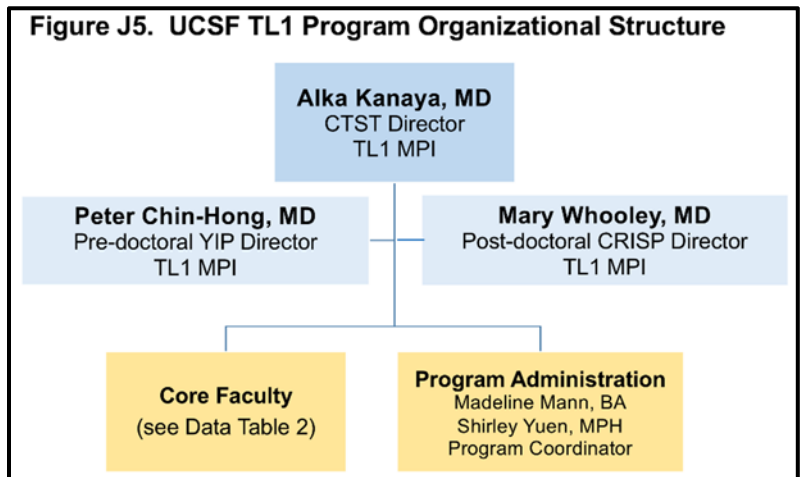 Figure J5. UCSF TL1 Program Organizational Structure
Alka Kanaya, MD
CTST Director
TL1 MPI
Peter Chin-Hong, MD
Pre-doctoral YIP Director
TL1 MPI
Mary Whooley, MD
Post-doctoral CRISP Director
TL1 MPI
Core Faculty
(see Data Table 2)
Program Administration
Madeline Mann, BA
Shirley Yuen, MPH
Program Coordinator